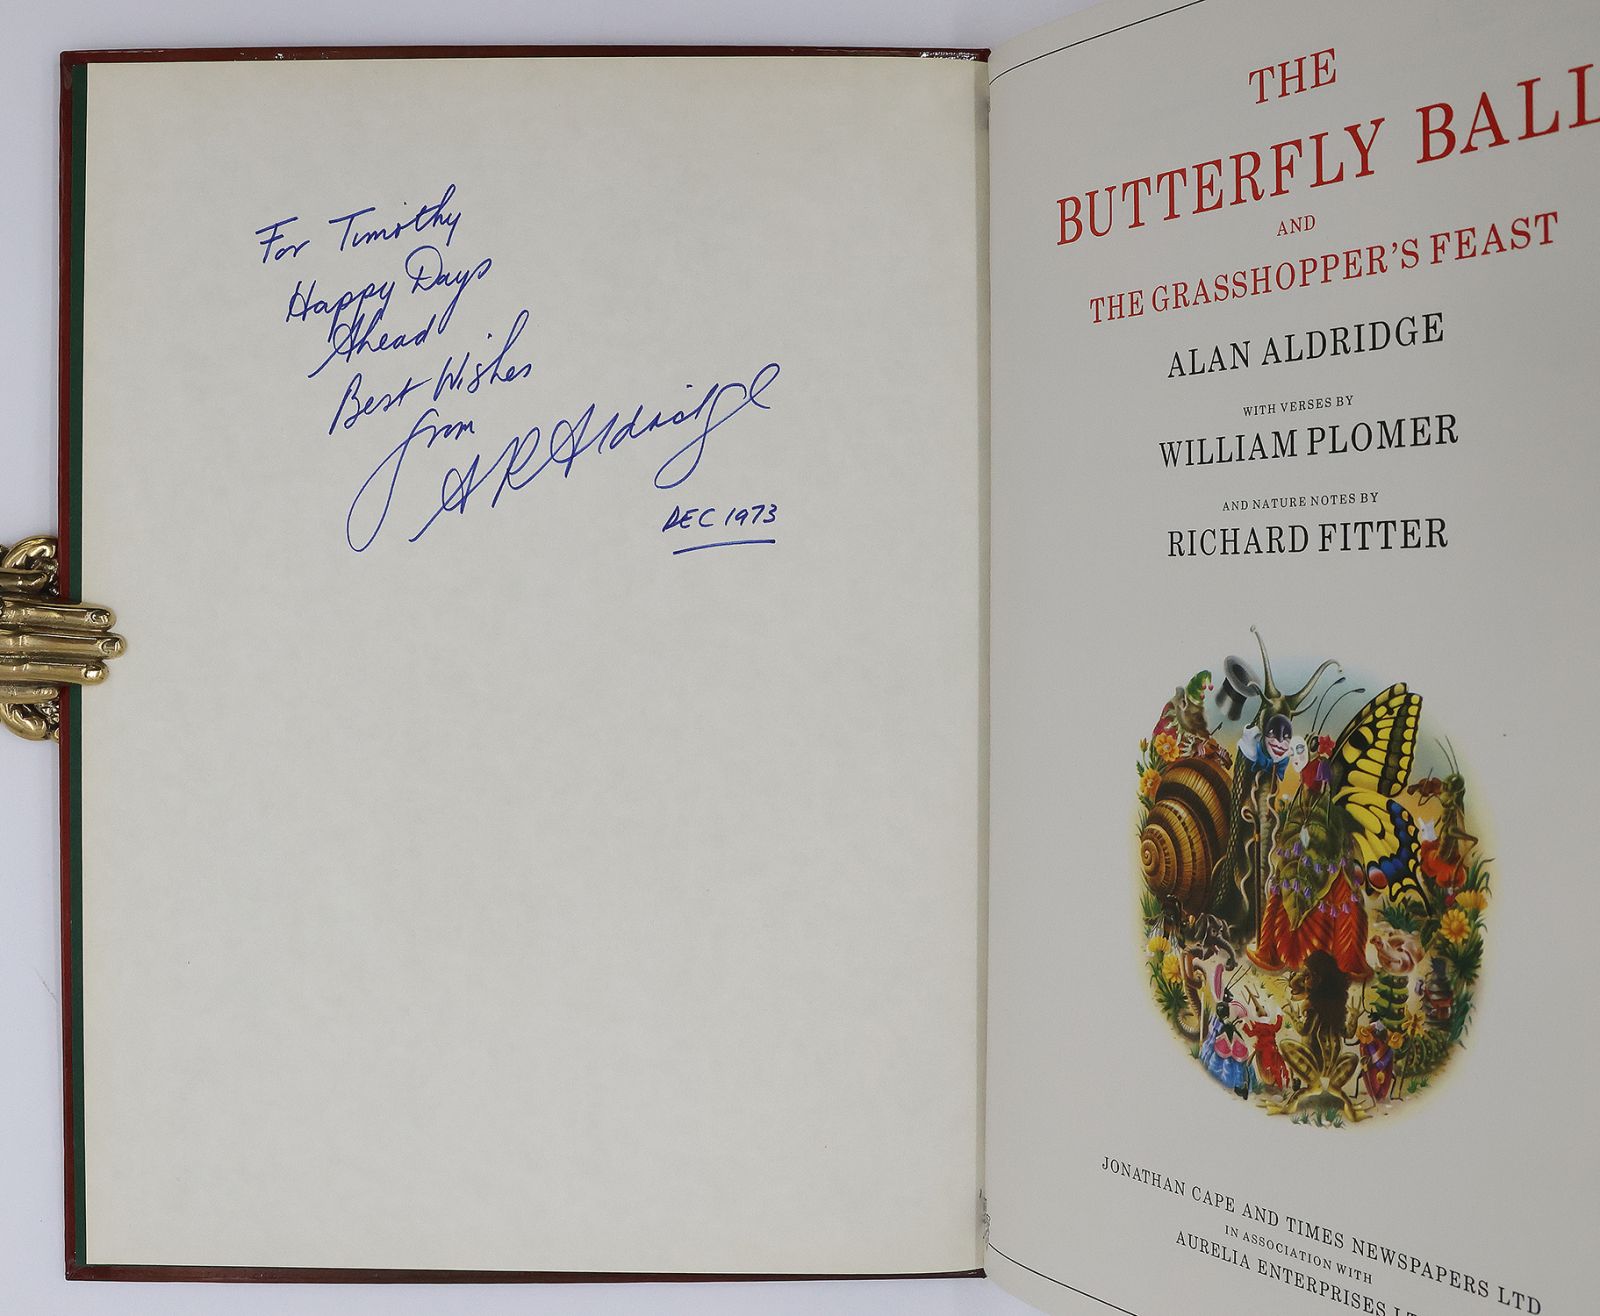 For Timothy
Happy Days
Ahead
Best Wishes
from
A R Aldridge
DEC 1973
THE
BUTTERFLY BALL
AND
THE GRASSHOPPER'S FEAST
ALAN ALDRIDGE
WITH VERSES BY
WILLIAM PLOMER
AND NATURE NOTES BY
RICHARD FITTER
JONATHAN CAPE AND TIMES NEWSPAPERS LTD
IN ASSOCIATION WITH
AURELIA ENTERPRISES LT